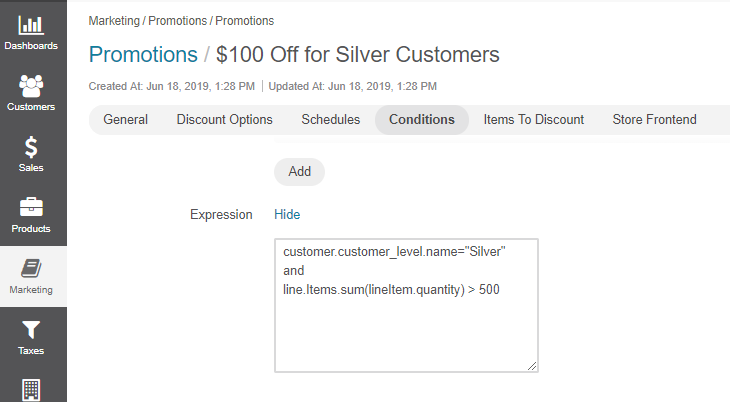 Marketing / Promotions / Promotions
Promotions / $100 Off for Silver Customers
Created At: Jun 18, 2019, 1:28 PM | Updated At: Jun 18, 2019, 1:28 PM
General Discount Options Schedules Conditions Items To Discount Store Frontend
Add
Expression Hide
customer.customer_level.name="Silver"
and
line.Items.sum(lineItem.quantity) > 500
Dashboards
Customers
Sales
Products
Marketing
Taxes